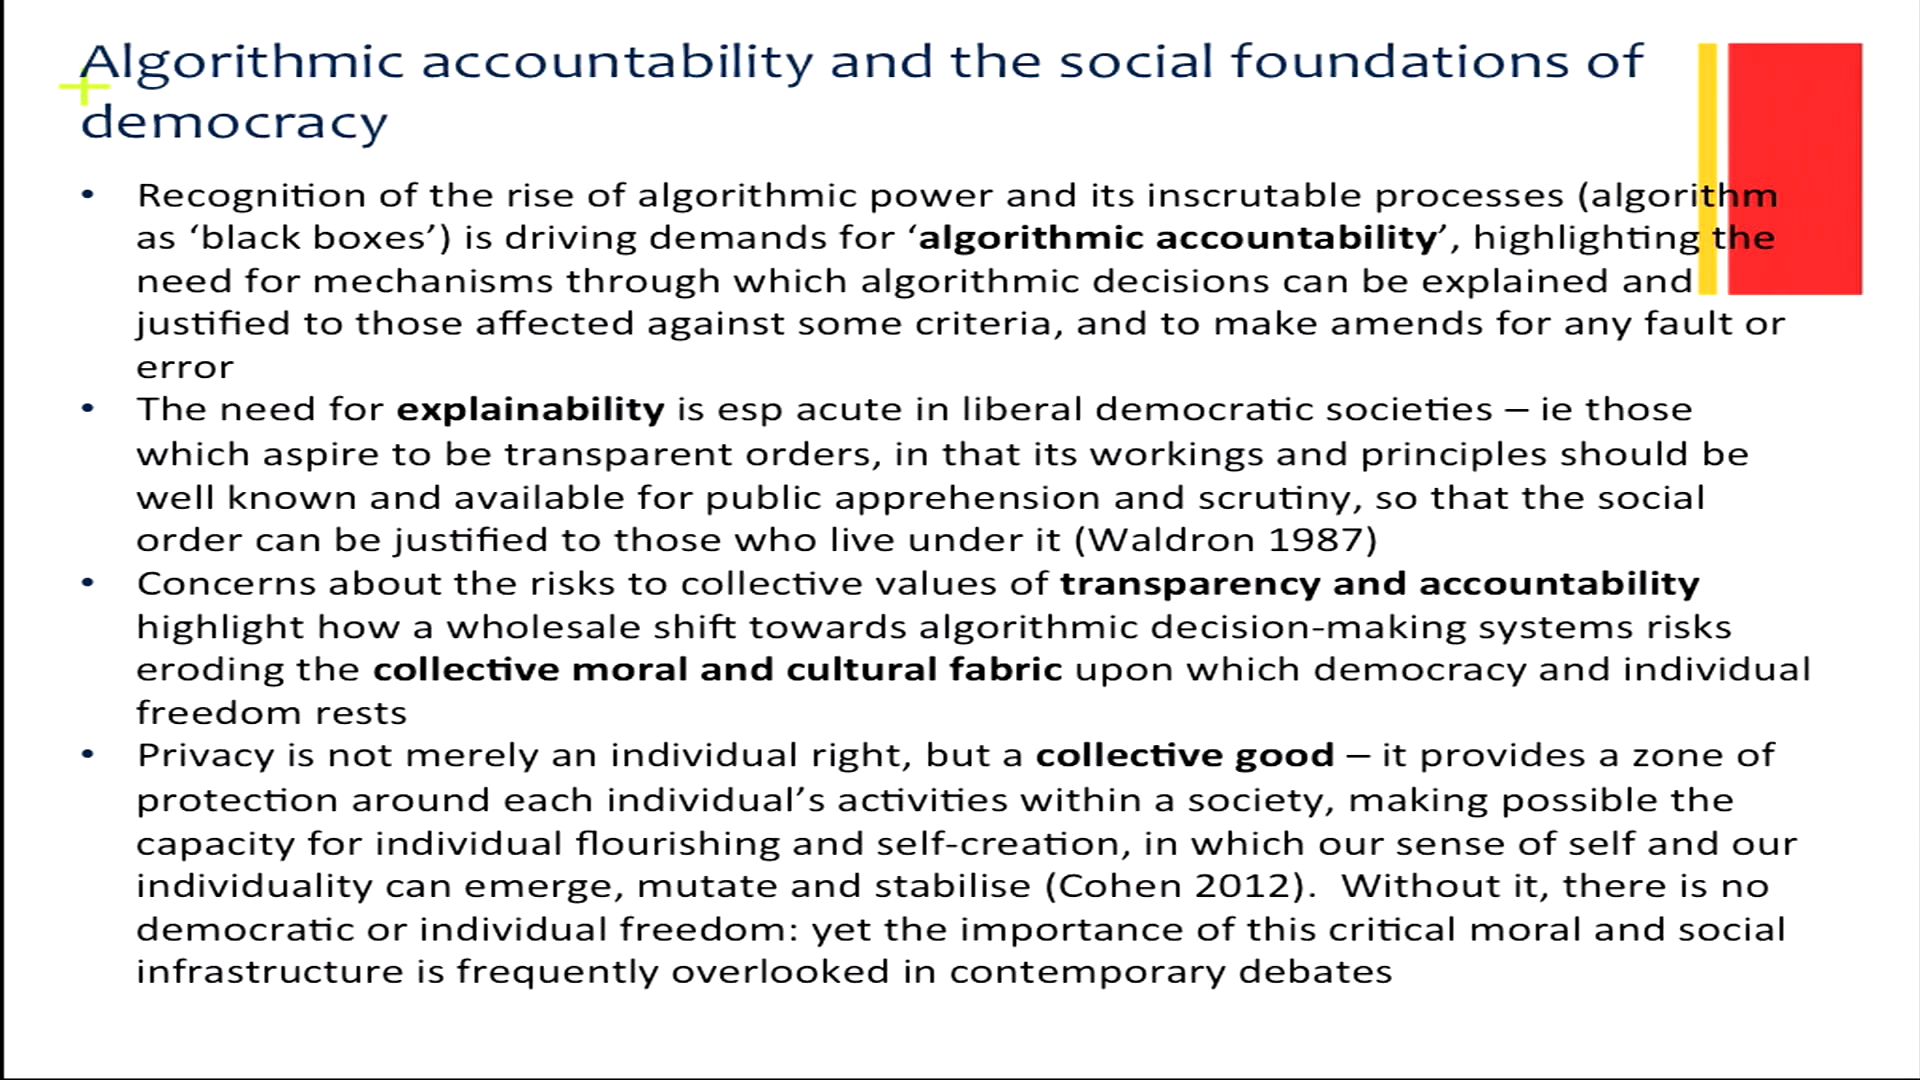 Algorithmic accountability and the social foundations of
democracy
• Recognition of the rise of algorithmic power and its inscrutable processes (algorithm
as ‘black boxes’) is driving demands for ‘algorithmic accountability’, highlighting the
need for mechanisms through which algorithmic decisions can be explained and
justified to those affected against some criteria, and to make amends for any fault or
error
• The need for explainability is esp acute in liberal democratic societies – ie those
which aspire to be transparent orders, in that its workings and principles should be
well known and available for public apprehension and scrutiny, so that the social
order can be justified to those who live under it (Waldron 1987)
• Concerns about the risks to collective values of transparency and accountability
highlight how a wholesale shift towards algorithmic decision-making systems risks
eroding the collective moral and cultural fabric upon which democracy and individual
freedom rests
• Privacy is not merely an individual right, but a collective good – it provides a zone of
protection around each individual’s activities within a society, making possible the
capacity for individual flourishing and self-creation, in which our sense of self and our
individuality can emerge, mutate and stabilise (Cohen 2012).  Without it, there is no
democratic or individual freedom: yet the importance of this critical moral and social
infrastructure is frequently overlooked in contemporary debates